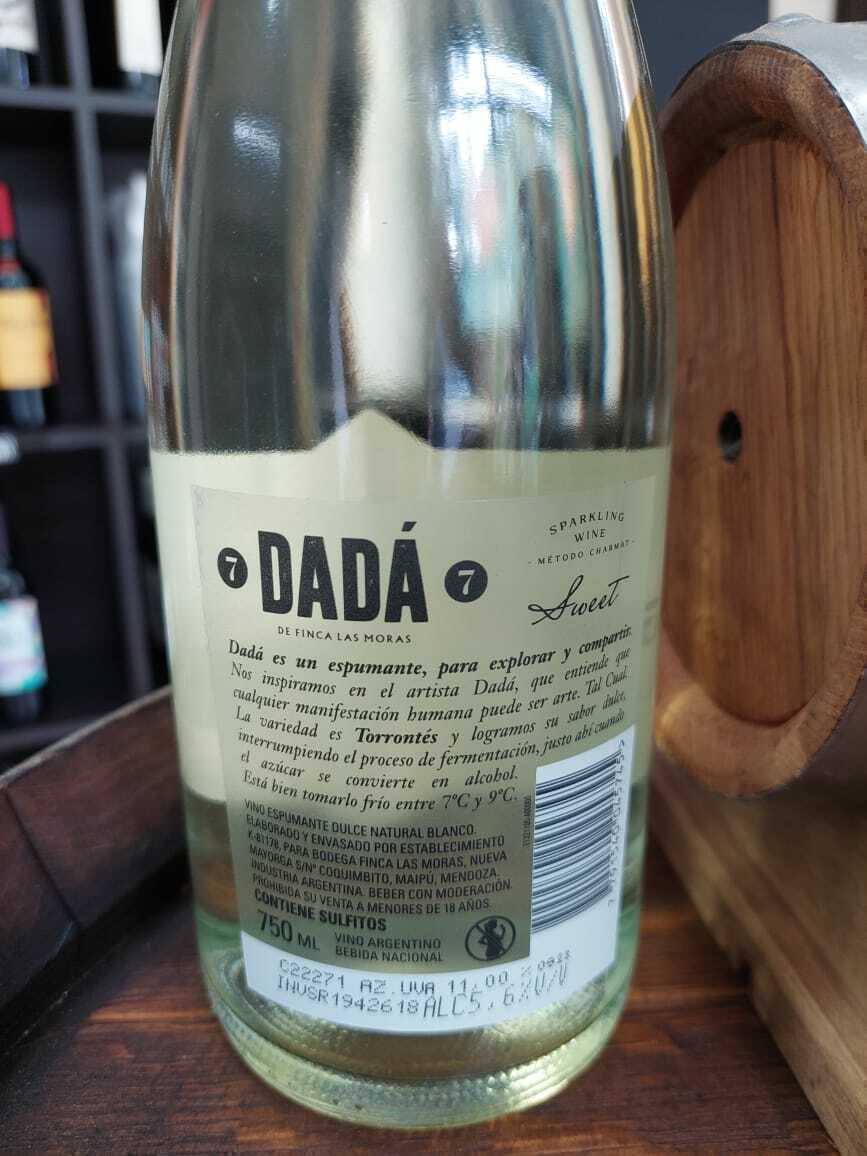 7 DADÁ 7
DE FINCA LAS MORAS
SPARKLING
WINE
- MÉTODO CHARMAT -
Sweet
Dadá es un espumante, para explorar y compartir.
Nos inspiramos en el artista Dadá, que entiende que
cualquier manifestación humana puede ser arte. Tal Cual.
La variedad es Torrontés y logramos su sabor dulce,
interrumpiendo el proceso de fermentación, justo ahí cuando
el azúcar se convierte en alcohol.
Está bien tomarlo frío entre 7°C y 9°C.
VINO ESPUMANTE DULCE NATURAL BLANCO.
ELABORADO Y ENVASADO POR ESTABLECIMIENTO
K-81178, PARA BODEGA FINCA LAS MORAS, NUEVA
MAYORGA S/Nº COQUIMBITO, MAIPÚ, MENDOZA.
INDUSTRIA ARGENTINA. BEBER CON MODERACIÓN.
PROHIBIDA SU VENTA A MENORES DE 18 AÑOS.
CONTIENE SULFITOS
750 ML
VINO ARGENTINO
BEBIDA NACIONAL
C22271 AZ.UVA 11,00
INVSR1942618 ALC5,6%V/V